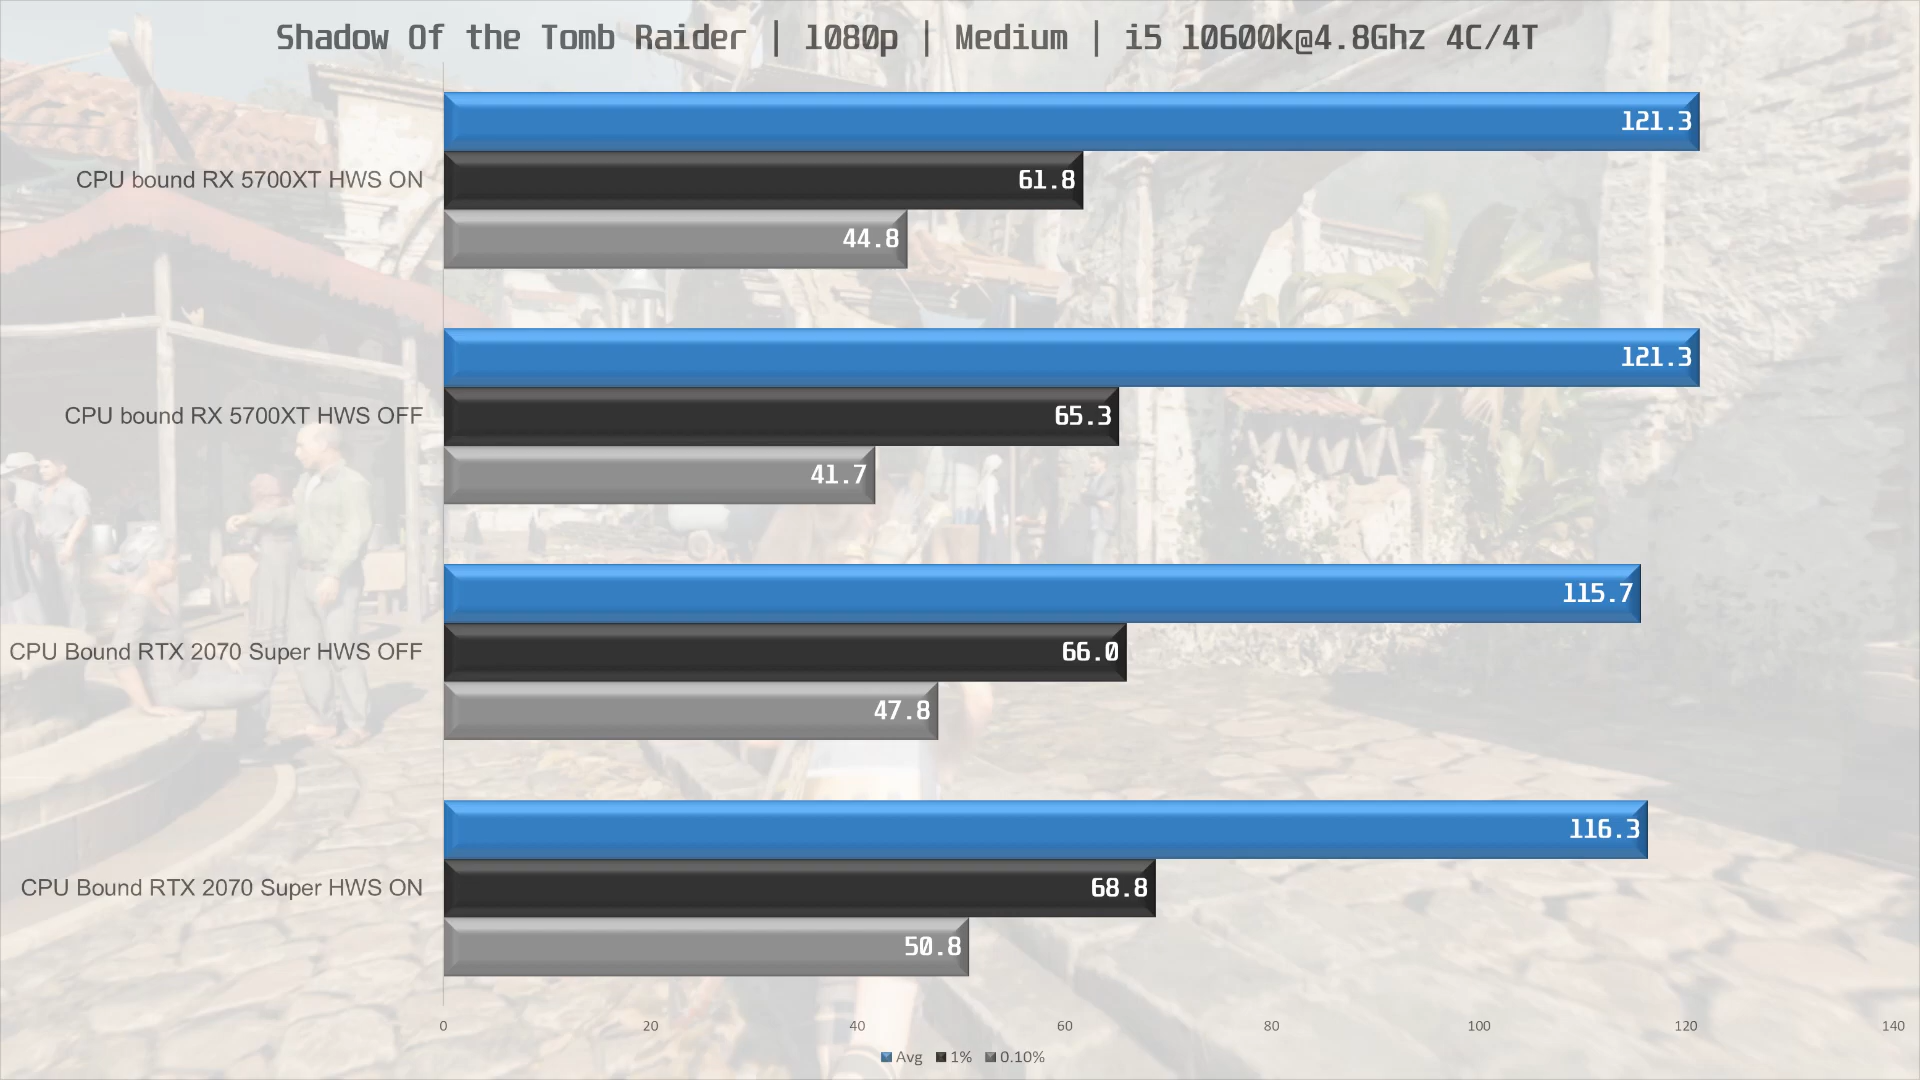 Shadow Of the Tomb Raider | 1080p | Medium | i5 10600k@4.8Ghz 4C/4T
CPU bound RX 5700XT HWS ON
121.3
61.8
44.8
CPU bound RX 5700XT HWS OFF
121.3
65.3
41.7
CPU Bound RTX 2070 Super HWS OFF
115.7
66.0
47.8
CPU Bound RTX 2070 Super HWS ON
116.3
68.8
50.8
0 20 40 60 80 100 120 140
Avg 1% 0.10%